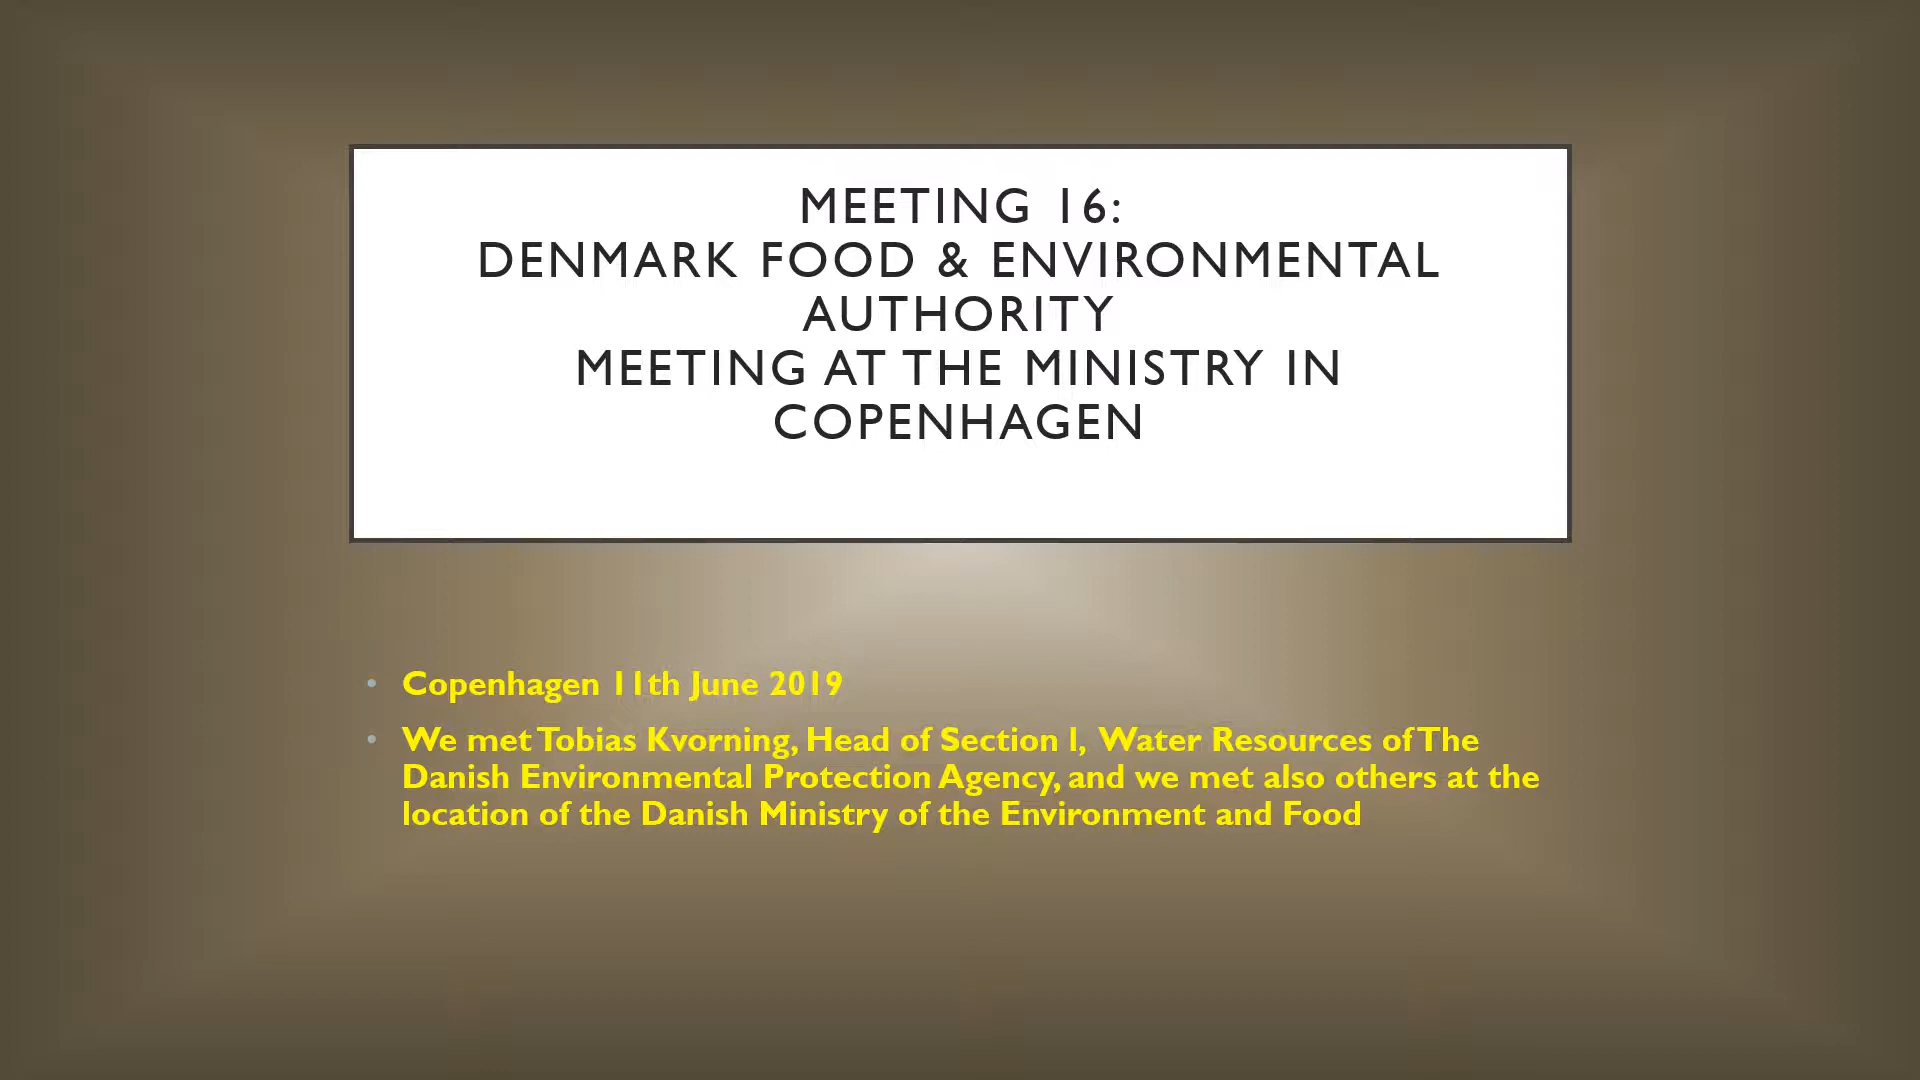 MEETING 16:
DENMARK FOOD & ENVIRONMENTAL
AUTHORITY
MEETING AT THE MINISTRY IN
COPENHAGEN
• Copenhagen 11th June 2019
• We met Tobias Kvorning, Head of Section I, Water Resources of The
Danish Environmental Protection Agency, and we met also others at the
location of the Danish Ministry of the Environment and Food